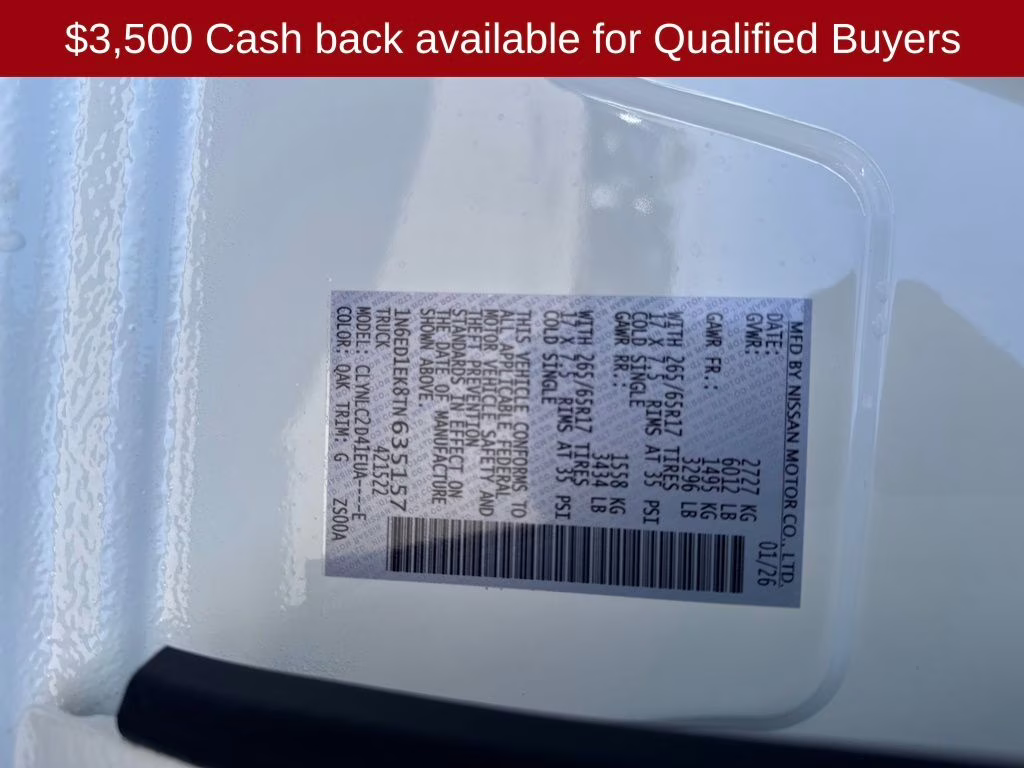 $3,500 Cash back available for Qualified Buyers
MFD BY NISSAN MOTOR CO., LTD.
DATE: 01/26
GVWR: 2727 KG
6012 LB
GAWR FR.: 1495 KG
3296 LB
WITH 265/65R17 TIRES
17 X 7.5 RIMS AT 35 PSI
COLD SINGLE
GAWR RR.: 1558 KG
3434 LB
WITH 265/65R17 TIRES
17 X 7.5 RIMS AT 35 PSI
COLD SINGLE
THIS VEHICLE CONFORMS TO
ALL APPLICABLE FEDERAL
MOTOR VEHICLE SAFETY AND
THEFT PREVENTION
STANDARDS IN EFFECT ON
THE DATE OF MANUFACTURE
SHOWN ABOVE.
1N6ED1EK8TN635157
TRUCK 421522
MODEL: CLYNLC2D41EUA----E
COLOR: QAK TRIM: G ZS00A